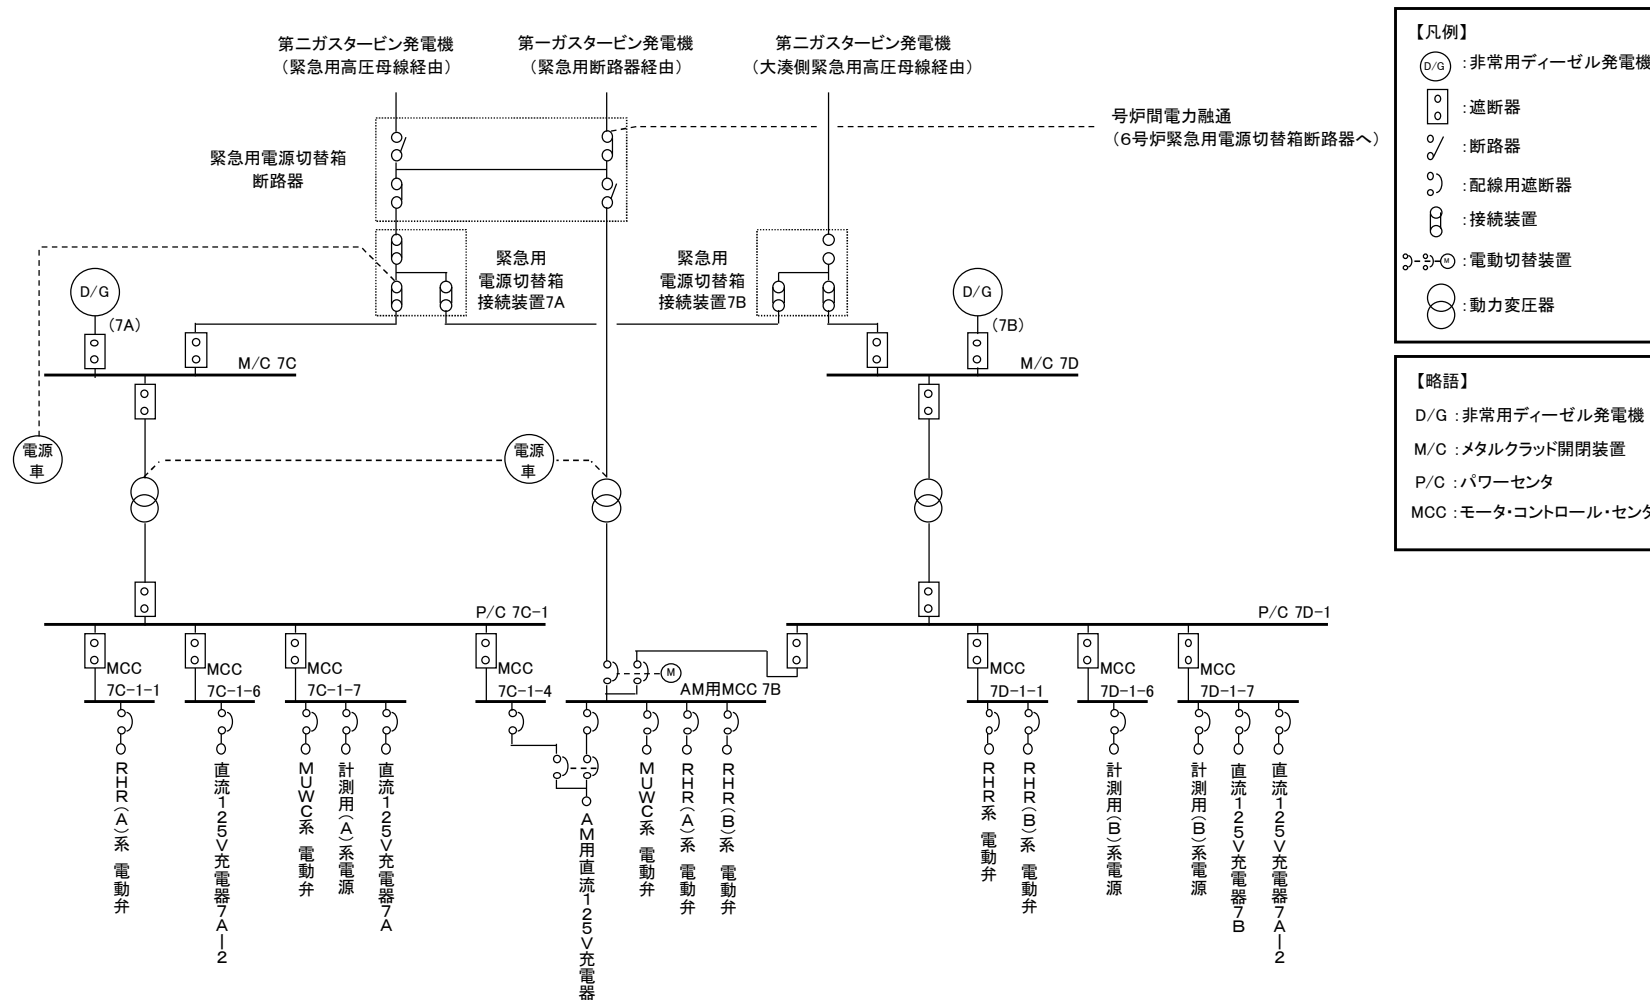 第二ガスタービン発電機
(緊急用高圧母線経由)
第一ガスタービン発電機
(緊急用断路器経由)
第二ガスタービン発電機
(大湊側緊急用高圧母線経由)
号炉間電力融通
(6号炉緊急用電源切替箱断路器へ)
緊急用電源切替箱
断路器
緊急用
電源切替箱
接続装置7A
緊急用
電源切替箱
接続装置7B
D/G
(7A)
D/G
(7B)
M/C 7C
M/C 7D
電源
車
電源
車
P/C 7C-1
P/C 7D-1
MCC
7C-1-1
MCC
7C-1-6
MCC
7C-1-7
MCC
7C-1-4
M
AM用MCC 7B
MCC
7D-1-1
MCC
7D-1-6
MCC
7D-1-7
RHR(A)系 電動弁
直流125V充電器7A-2
MUWC系 電動弁
計測用(A)系電源
直流125V充電器7A
AM用直流125V充電器
MUWC系 電動弁
RHR(A)系 電動弁
RHR(B)系 電動弁
RHR系 電動弁
RHR(B)系 電動弁
計測用(B)系電源
計測用(B)系電源
直流125V充電器7B
直流125V充電器7A-2
【凡例】
D/G :非常用ディーゼル発電機
:遮断器
:断路器
:配線用遮断器
:接続装置
M :電動切替装置
:動力変圧器
【略語】
D/G :非常用ディーゼル発電機
M/C :メタルクラッド開閉装置
P/C :パワーセンタ
MCC :モータ・コントロール・センタ